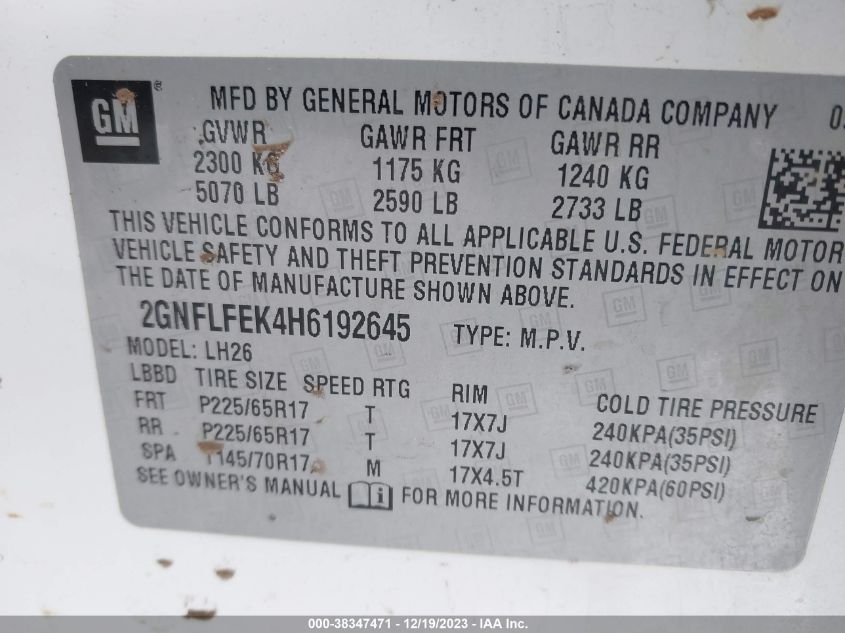 GM ® MFD BY GENERAL MOTORS OF CANADA COMPANY
GVWR GAWR FRT GAWR RR
2300 KG 1175 KG 1240 KG
5070 LB 2590 LB 2733 LB
THIS VEHICLE CONFORMS TO ALL APPLICABLE U.S. FEDERAL MOTOR
VEHICLE SAFETY AND THEFT PREVENTION STANDARDS IN EFFECT ON
THE DATE OF MANUFACTURE SHOWN ABOVE.
2GNFLFEK4H6192645 TYPE: M.P.V.
MODEL: LH26
LBBD TIRE SIZE SPEED RTG RIM COLD TIRE PRESSURE
FRT P225/65R17 T 17X7J 240KPA(35PSI)
RR P225/65R17 T 17X7J 240KPA(35PSI)
SPA T145/70R17 M 17X4.5T 420KPA(60PSI)
SEE OWNER'S MANUAL i FOR MORE INFORMATION.
000-38347471 - 12/19/2023 - IAA Inc.